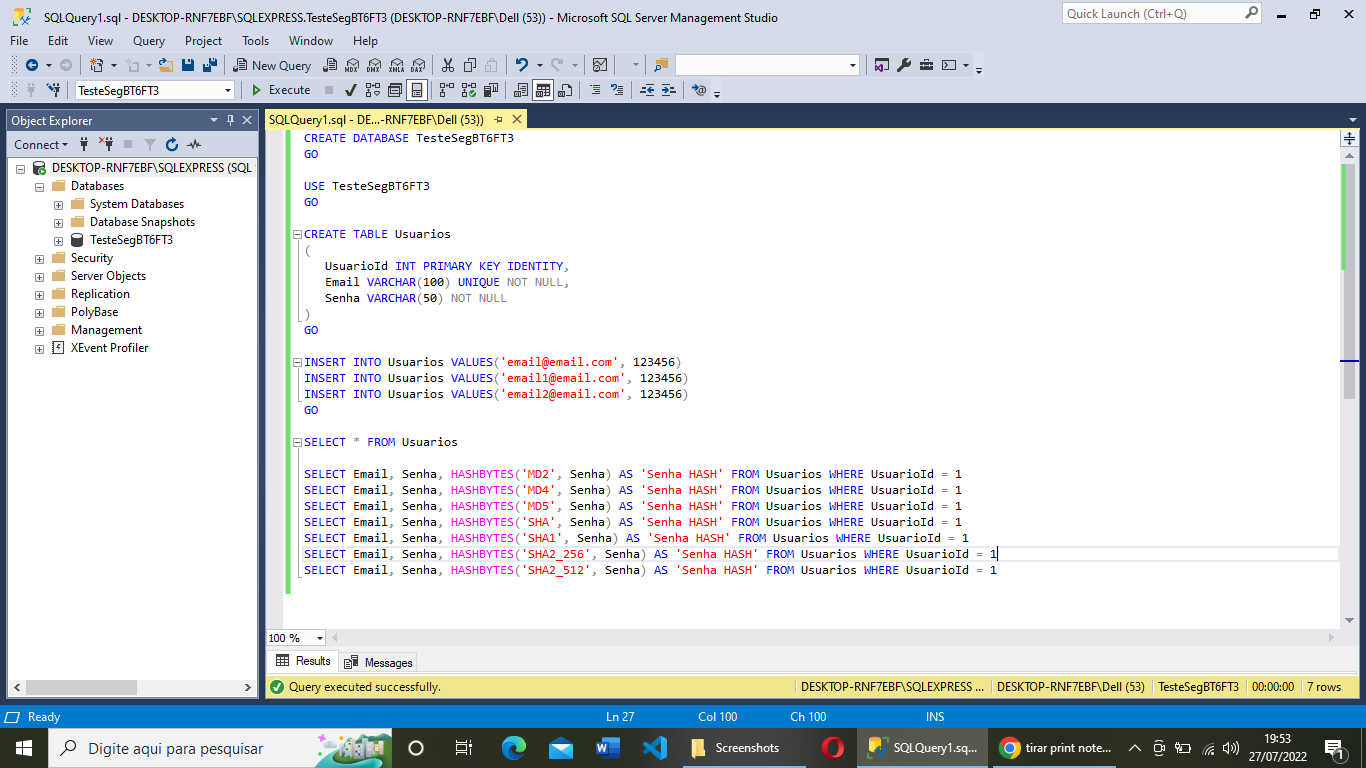 SQLQuery1.sql - DESKTOP-RNF7EBF\SQLEXPRESS.TesteSegBT6FT3 (DESKTOP-RNF7EBF\Dell (53)) - Microsoft SQL Server Management Studio
Quick Launch (Ctrl+Q)
File Edit View Query Project Tools Window Help
New Query MDX DMX XMLA DAX
TesteSegBT6FT3 Execute
Object Explorer
Connect
DESKTOP-RNF7EBF\SQLEXPRESS (SQL S
Databases
System Databases
Database Snapshots
TesteSegBT6FT3
Security
Server Objects
Replication
PolyBase
Management
XEvent Profiler
SQLQuery1.sql - DE...-RNF7EBF\Dell (53))
CREATE DATABASE TesteSegBT6FT3
GO
USE TesteSegBT6FT3
GO
CREATE TABLE Usuarios
(
UsuarioId INT PRIMARY KEY IDENTITY,
Email VARCHAR(100) UNIQUE NOT NULL,
Senha VARCHAR(50) NOT NULL
)
GO
INSERT INTO Usuarios VALUES('email@email.com', 123456)
INSERT INTO Usuarios VALUES('email1@email.com', 123456)
INSERT INTO Usuarios VALUES('email2@email.com', 123456)
GO
SELECT * FROM Usuarios
SELECT Email, Senha, HASHBYTES('MD2', Senha) AS 'Senha HASH' FROM Usuarios WHERE UsuarioId = 1
SELECT Email, Senha, HASHBYTES('MD4', Senha) AS 'Senha HASH' FROM Usuarios WHERE UsuarioId = 1
SELECT Email, Senha, HASHBYTES('MD5', Senha) AS 'Senha HASH' FROM Usuarios WHERE UsuarioId = 1
SELECT Email, Senha, HASHBYTES('SHA', Senha) AS 'Senha HASH' FROM Usuarios WHERE UsuarioId = 1
SELECT Email, Senha, HASHBYTES('SHA1', Senha) AS 'Senha HASH' FROM Usuarios WHERE UsuarioId = 1
SELECT Email, Senha, HASHBYTES('SHA2_256', Senha) AS 'Senha HASH' FROM Usuarios WHERE UsuarioId = 1
SELECT Email, Senha, HASHBYTES('SHA2_512', Senha) AS 'Senha HASH' FROM Usuarios WHERE UsuarioId = 1
100 %
Results Messages
Query executed successfully. DESKTOP-RNF7EBF\SQLEXPRESS ... DESKTOP-RNF7EBF\Dell (53) TesteSegBT6FT3 00:00:00 7 rows
Ready Ln 27 Col 100 Ch 100 INS
Digite aqui para pesquisar Screenshots SQLQuery1.sq... tirar print note... 19:53
27/07/2022
1